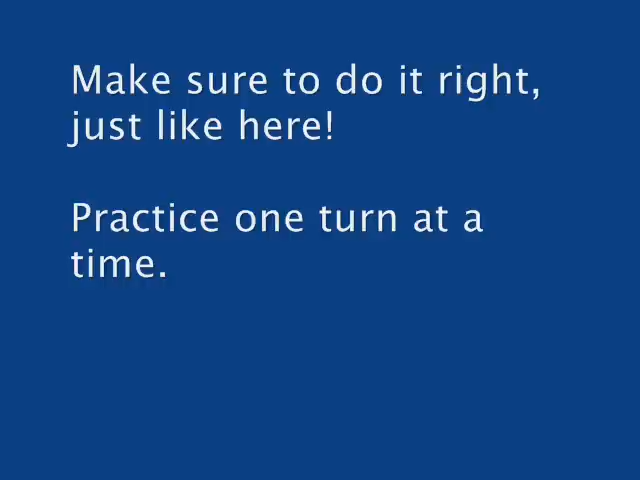 Make sure to do it right,
just like here!
Practice one turn at a
time.